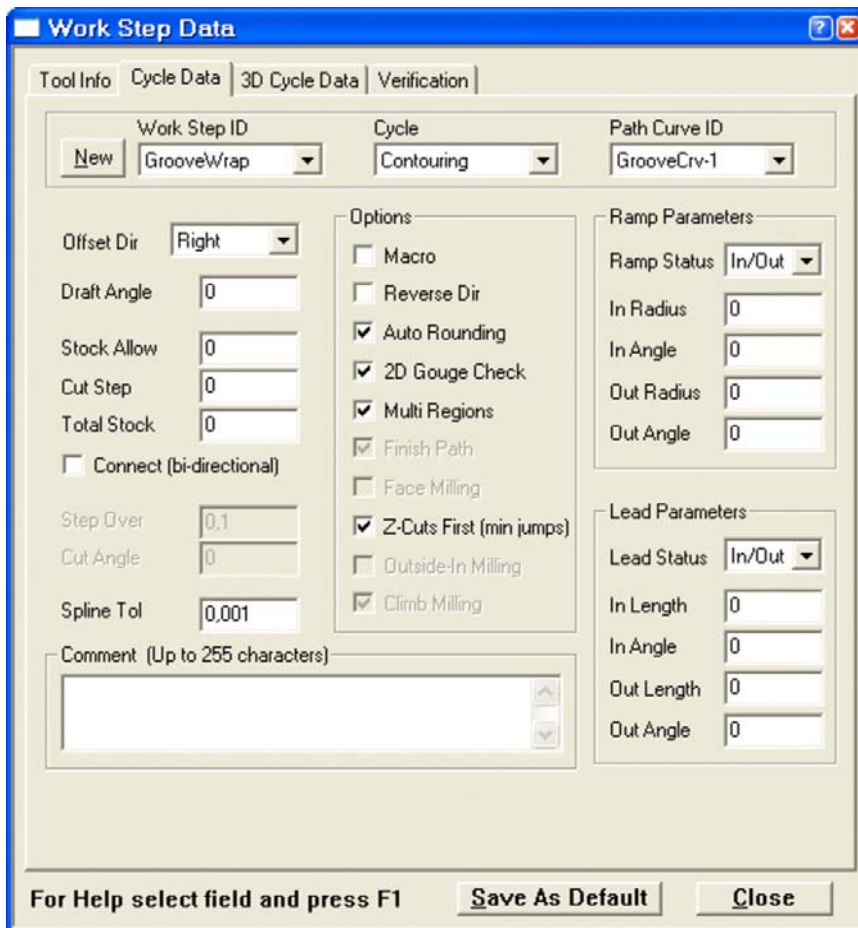 Work Step Data
Tool Info Cycle Data 3D Cycle Data Verification
Work Step ID Cycle Path Curve ID
New GrooveWrap Contouring GrooveCrv-1
Offset Dir Right
Draft Angle 0
Stock Allow 0
Cut Step 0
Total Stock 0
Connect (bi-directional)
Step Over 0,1
Cut Angle 0
Spline Tol 0,001
Options
Macro
Reverse Dir
Auto Rounding
2D Gouge Check
Multi Regions
Finish Path
Face Milling
Z-Cuts First (min jumps)
Outside-In Milling
Climb Milling
Ramp Parameters
Ramp Status In/Out
In Radius 0
In Angle 0
Out Radius 0
Out Angle 0
Lead Parameters
Lead Status In/Out
In Length 0
In Angle 0
Out Length 0
Out Angle 0
Comment (Up to 255 characters)
For Help select field and press F1 Save As Default Close